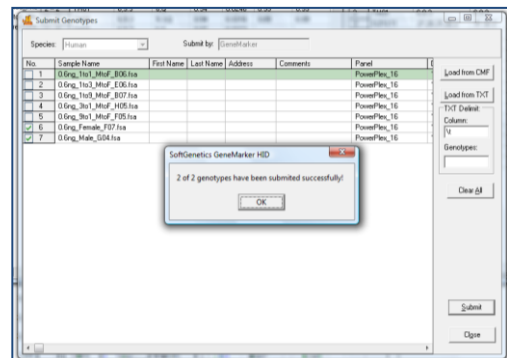 Submit Genotypes
Species: Human Submit by: GeneMarker
No. Sample Name First Name Last Name Address Comments Panel
1 0.6ng_1to1_MtoF_B06.fsa PowerPlex_16
2 0.6ng_1to3_MtoF_E06.fsa PowerPlex_16
3 0.6ng_1to9_MtoF_B07.fsa PowerPlex_16
4 0.6ng_3to1_MtoF_H05.fsa PowerPlex_16
5 0.6ng_9to1_MtoF_F05.fsa PowerPlex_16
6 0.6ng_Female_F07.fsa PowerPlex_16
7 0.6ng_Male_G04.fsa PowerPlex_16
Load from CMF
Load from TXT
TXT Delimit:
Column:
\t
Genotypes:
Clear All
SoftGenetics GeneMarker HID
2 of 2 genotypes have been submited successfully!
OK
Submit
Close